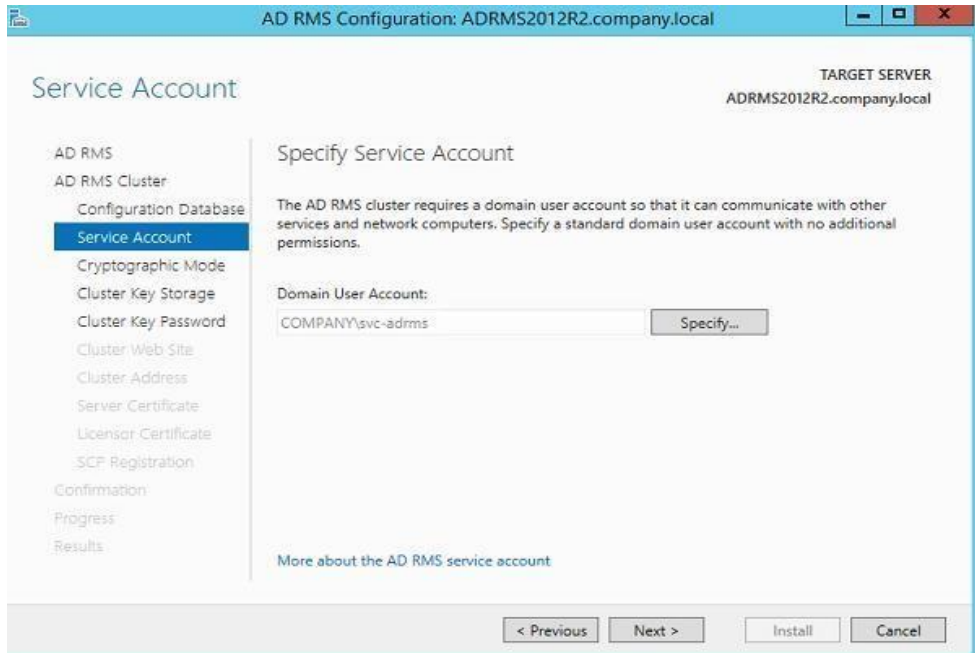 AD RMS Configuration: ADRMS2012R2.company.local
Service Account
TARGET SERVER
ADRMS2012R2.company.local
AD RMS
AD RMS Cluster
Configuration Database
Service Account
Cryptographic Mode
Cluster Key Storage
Cluster Key Password
Cluster Web Site
Cluster Address
Server Certificate
Licensor Certificate
SCP Registration
Confirmation
Progress
Results
Specify Service Account
The AD RMS cluster requires a domain user account so that it can communicate with other
services and network computers. Specify a standard domain user account with no additional
permissions.
Domain User Account:
COMPANY\svc-adrms
Specify...
More about the AD RMS service account
< Previous
Next >
Install
Cancel